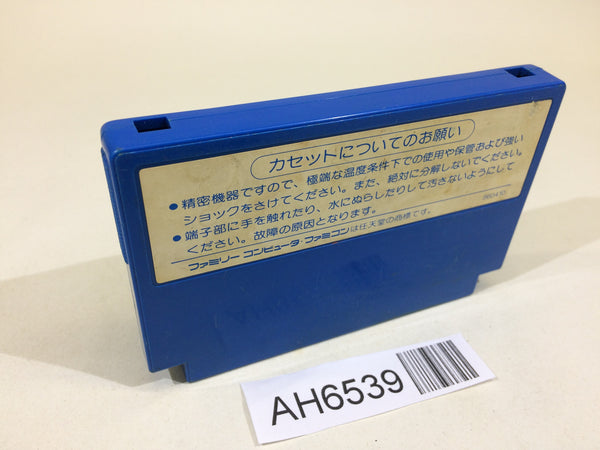 カセットについてのお願い
●精密機器ですので、極端な温度条件下での使用や保管および強い
ショックをさけてください。また、絶対に分解しないでください。
●端子部に手を触れたり、水にぬらしたりして汚さないようにして
ください。故障の原因となります。
ファミリーコンピュータ・ファミコンは任天堂の商標です。
AH6539